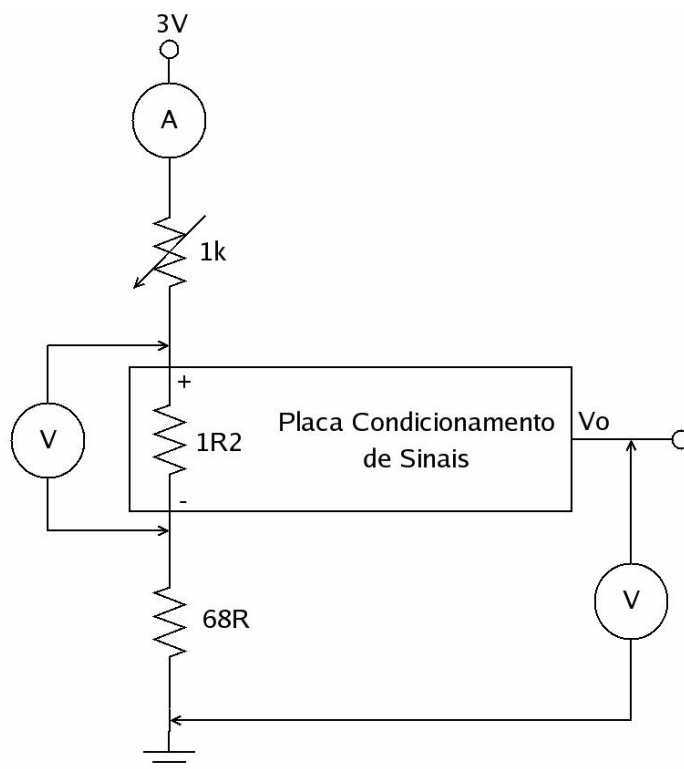 3V
A
1k
+
V
1R2
Placa Condicionamento
de Sinais
Vo
-
68R
V